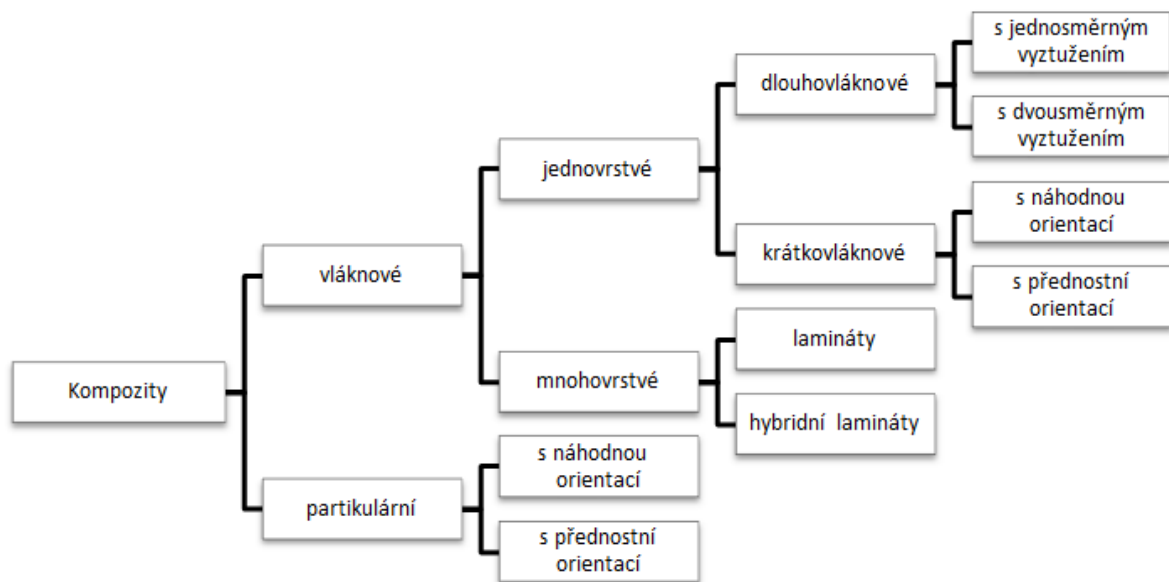 Kompozity
vláknové
jednovrstvé
dlouhovláknové
s jednosměrným
vyztužením
s dvousměrným
vyztužením
krátkovláknové
s náhodnou
orientací
s přednostní
orientací
mnohovrstvé
lamináty
hybridní lamináty
partikulární
s náhodnou
orientací
s přednostní
orientací